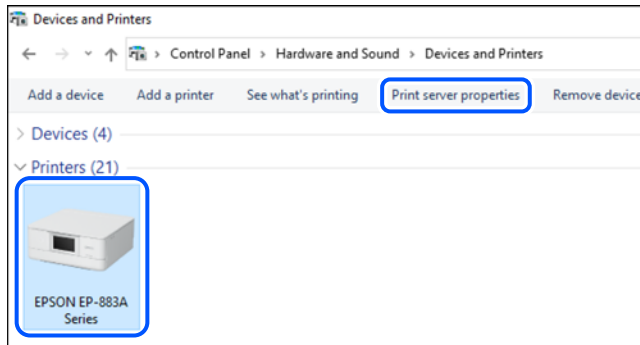 Devices and Printers
Control Panel > Hardware and Sound > Devices and Printers
Add a device Add a printer See what's printing Print server properties Remove device
Devices (4)
Printers (21)
EPSON EP-883A
Series